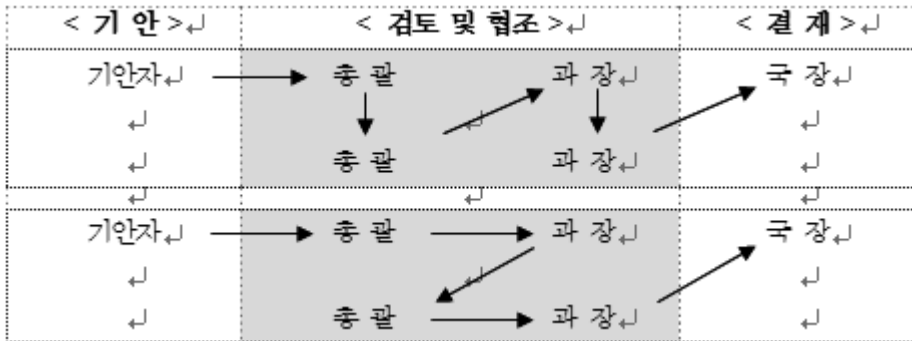 < 기 안 > < 검토 및 협조 > < 결 재 >
기안자 총 괄 과 장 국 장
총 괄 과 장
기안자 총 괄 과 장 국 장
총 괄 과 장